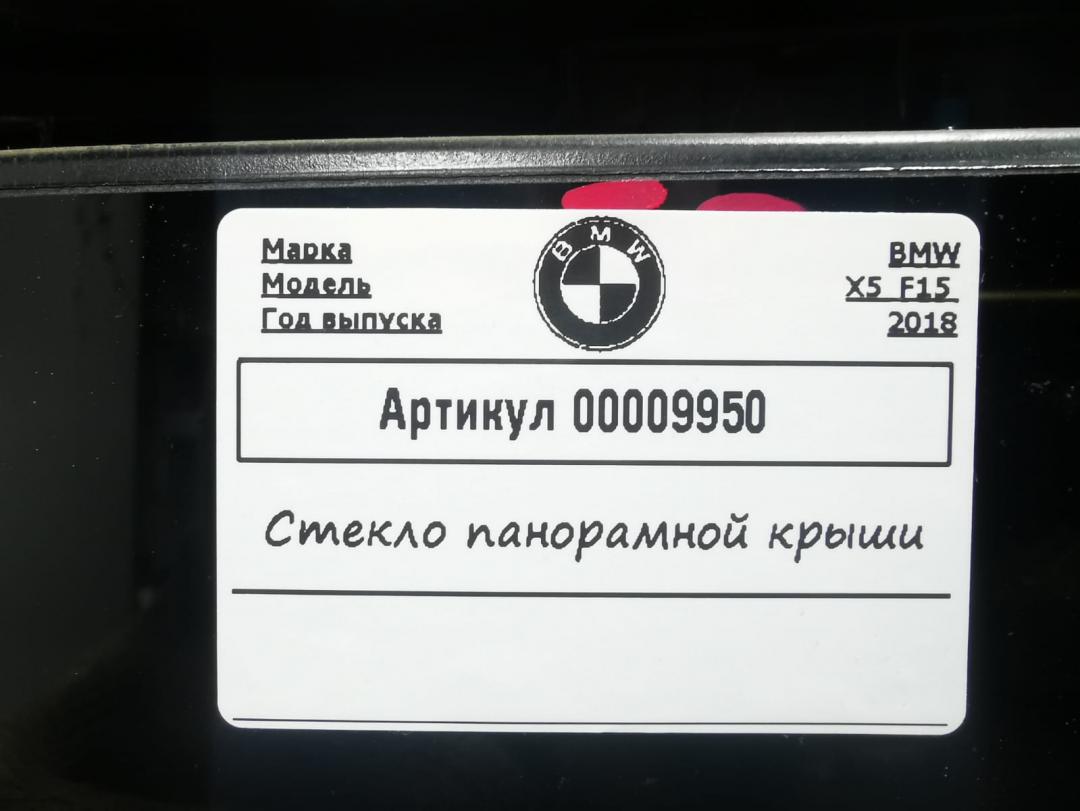 Марка BMW BMW
Модель X5 F15
Год выпуска 2018
Артикул 00009950
Стекло панорамной крыши